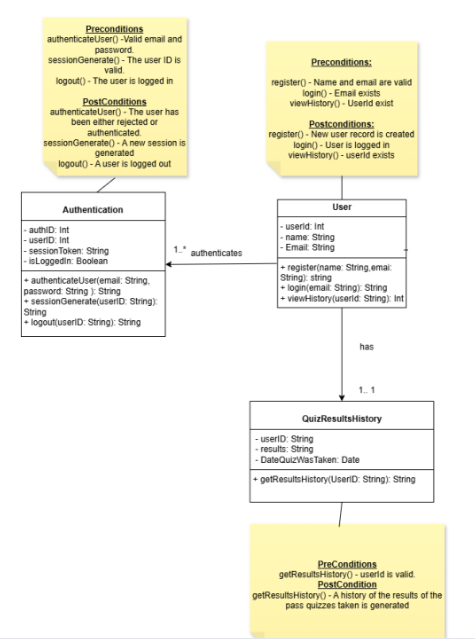 Preconditions
authenticateUser() -Valid email and
password.
sessionGenerate() - The user ID is
valid.
logout() - The user is logged in
PostConditions
authenticateUser() - The user has
been either rejected or
authenticated.
sessionGenerate() - A new session is
generated
logout() - A user is logged out
Preconditions:
register() - Name and email are valid
login() - Email exists
viewHistory() - UserId exist
Postconditions:
register() - New user record is created
login() - User is logged in
viewHistory() - userId exists
Authentication
- authID: Int
- userID: Int
- sessionToken: String
- isLoggedIn: Boolean
+ authenticateUser(email: String,
password: String ): String
+ sessionGenerate(userID: String):
String
+ logout(userID: String): String
1..* authenticates
User
- userId: Int
- name: String
- Email: String
+ register(name: String,emai:
String): string
+ login(email: String): String
+ viewHistory(userId: String): Int
has
1.. 1
QuizResultsHistory
- userID: String
- results: String
- DateQuizWasTaken: Date
+ getResultsHistory(UserID: String): String
PreConditions
getResultsHistory() - userId is valid.
PostCondition
getResultsHistory() - A history of the results of the
pass quizzes taken is generated